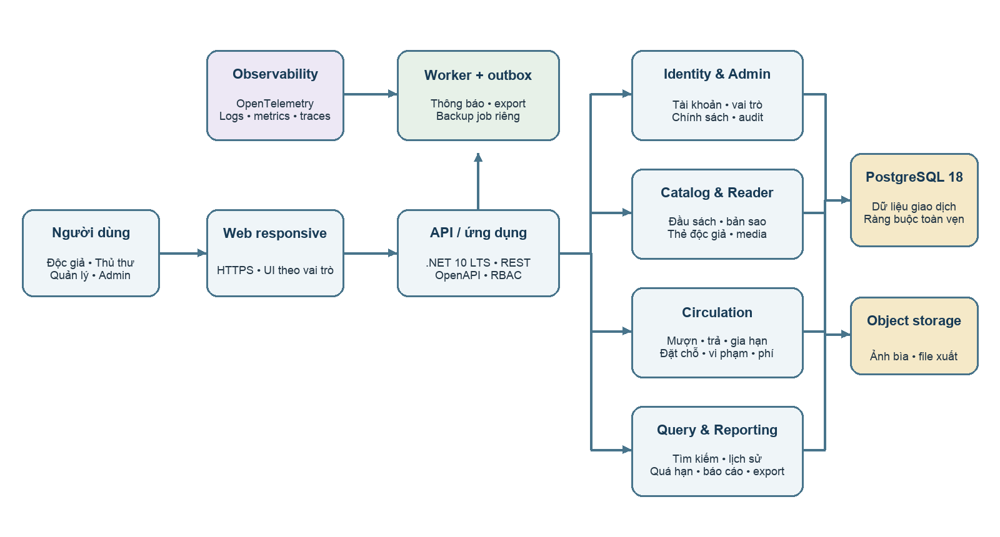 Observability
OpenTelemetry
Logs • metrics • traces
Worker + outbox
Thông báo • export
Backup job riêng
Identity & Admin
Tài khoản • vai trò
Chính sách • audit
Catalog & Reader
Đầu sách • bản sao
Thẻ độc giả • media
PostgreSQL 18
Dữ liệu giao dịch
Ràng buộc toàn vẹn
Người dùng
Độc giả • Thủ thư
Quản lý • Admin
Web responsive
HTTPS • UI theo vai trò
API / ứng dụng
.NET 10 LTS • REST
OpenAPI • RBAC
Circulation
Mượn • trả • gia hạn
Đặt chỗ • vi phạm • phí
Object storage
Ảnh bìa • file xuất
Query & Reporting
Tìm kiếm • lịch sử
Quá hạn • báo cáo • export